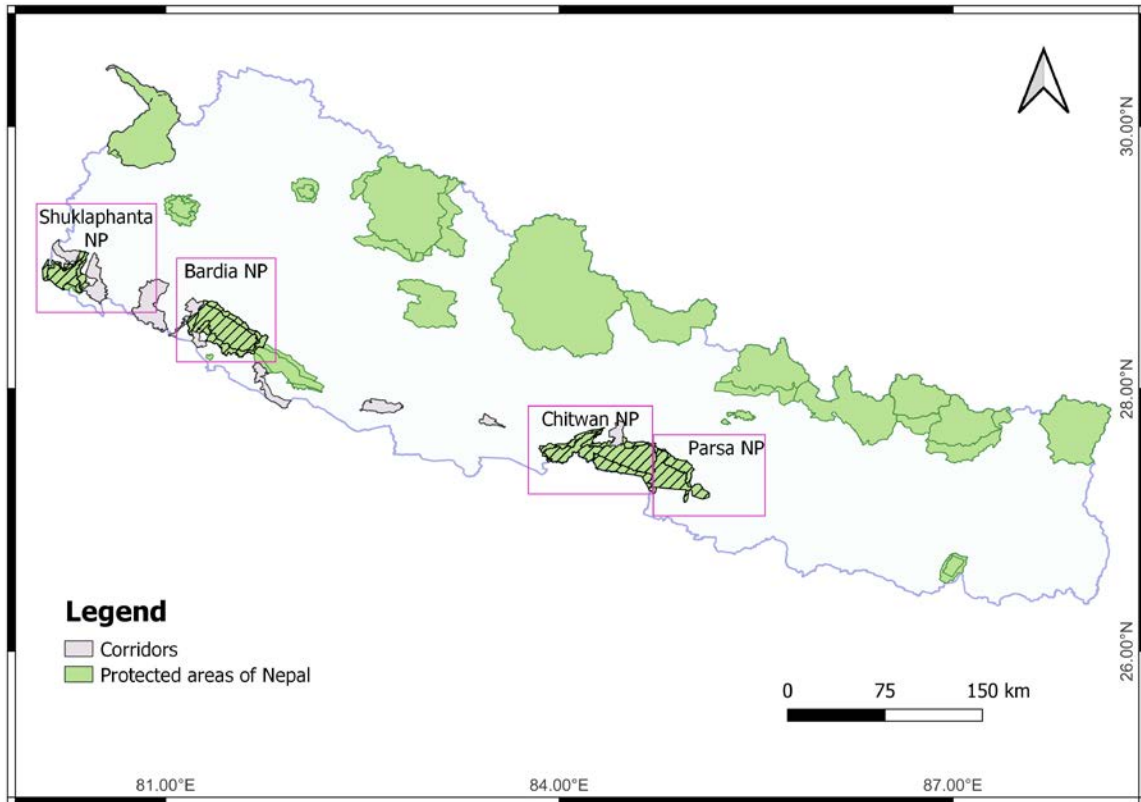 30.00°N
Shuklaphanta
NP
Bardia NP
28.00°N
Chitwan NP
Parsa NP
26.00°N
Legend
Corridors
Protected areas of Nepal
0 75 150 km
81.00°E 84.00°E 87.00°E